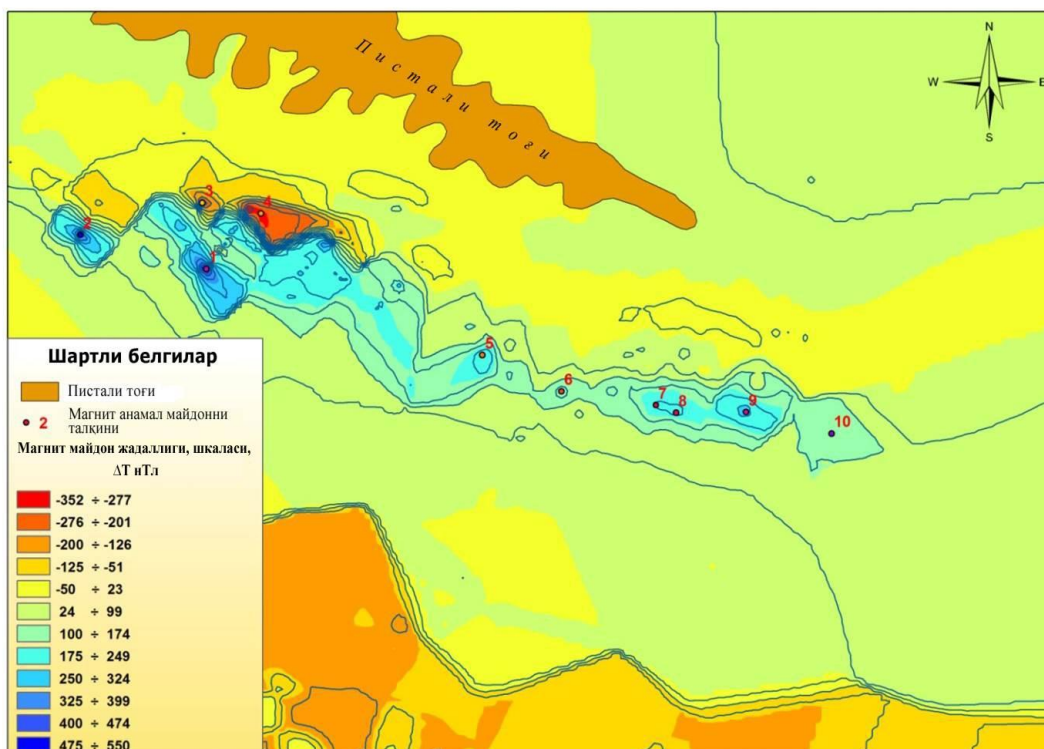 Пистали тоғи
N
W E
S
3
4
2
1
5
6
7
8
9
10
Шартли белгилар
Пистали тоғи
2 Магнит анамал майдонни
талқини
Магнит майдон жадаллиги, шкаласи,
ΔТ нТл
-352 ÷ -277
-276 ÷ -201
-200 ÷ -126
-125 ÷ -51
-50 ÷ 23
24 ÷ 99
100 ÷ 174
175 ÷ 249
250 ÷ 324
325 ÷ 399
400 ÷ 474
475 ÷ 550